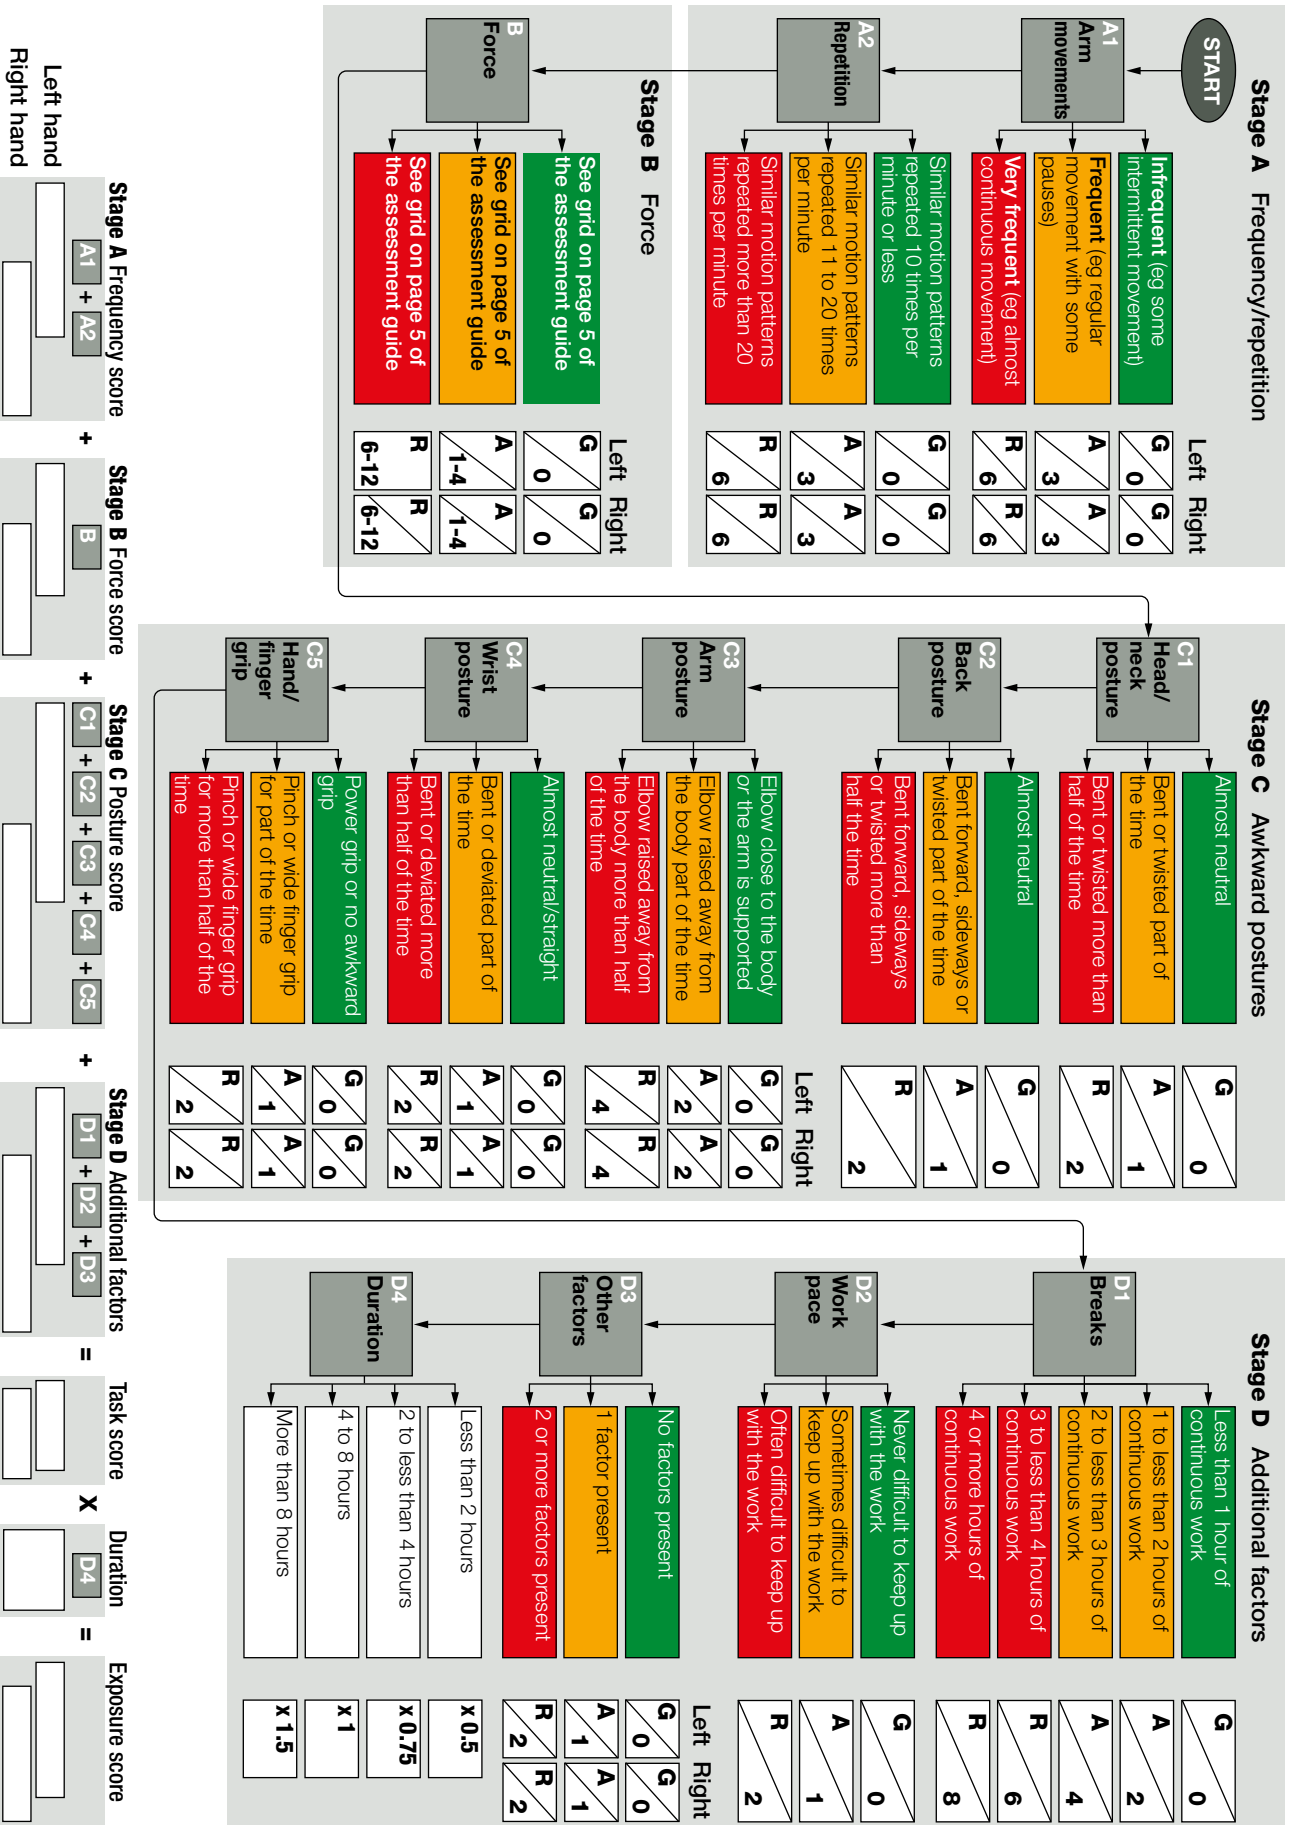 Stage A Frequency/repetition
START
A1
Arm
movements
Infrequent (eg some
intermittent movement)
Frequent (eg regular
movement with some
pauses)
Very frequent (eg almost
continuous movement)
Left Right
G 0 G 0
A 3 A 3
R 6 R 6
A2
Repetition
Similar motion patterns
repeated 10 times per
minute or less
Similar motion patterns
repeated 11 to 20 times
per minute
Similar motion patterns
repeated more than 20
times per minute
G 0 G 0
A 3 A 3
R 6 R 6
Stage B Force
B
Force
See grid on page 5 of
the assessment guide
See grid on page 5 of
the assessment guide
See grid on page 5 of
the assessment guide
Left Right
G 0 G 0
A 1-4 A 1-4
R 6-12 R 6-12
Stage C Awkward postures
C1
Head/
neck
posture
Almost neutral
Bent or twisted part of
the time
Bent or twisted more than
half of the time
G 0
A 1
R 2
C2
Back
posture
Almost neutral
Bent forward, sideways or
twisted part of the time
Bent forward, sideways
or twisted more than
half the time
G 0
A 1
R 2
C3
Arm
posture
Elbow close to the body
or the arm is supported
Elbow raised away from
the body part of the time
Elbow raised away from
the body more than half
of the time
Left Right
G 0 G 0
A 2 A 2
R 4 R 4
C4
Wrist
posture
Almost neutral/straight
Bent or deviated part of
the time
Bent or deviated more
than half of the time
G 0 G 0
A 1 A 1
R 2 R 2
C5
Hand/
finger
grip
Power grip or no awkward
grip
Pinch or wide finger grip
for part of the time
Pinch or wide finger grip
for more than half of the
time
G 0 G 0
A 1 A 1
R 2 R 2
Stage D Additional factors
D1
Breaks
Less than 1 hour of
continuous work
1 to less than 2 hours of
continuous work
2 to less than 3 hours of
continuous work
3 to less than 4 hours of
continuous work
4 or more hours of
continuous work
G 0
A 2
A 4
R 6
R 8
D2
Work
pace
Never difficult to keep up
with the work
Sometimes difficult to
keep up with the work
Often difficult to keep up
with the work
G 0
A 1
R 2
D3
Other
factors
No factors present
1 factor present
2 or more factors present
Left Right
G 0 G 0
A 1 A 1
R 2 R 2
D4
Duration
Less than 2 hours
2 to less than 4 hours
4 to 8 hours
More than 8 hours
x 0.5
x 0.75
x 1
x 1.5
Stage A Frequency score + Stage B Force score + Stage C Posture score + Stage D Additional factors = Task score X Duration = Exposure score
A1 + A2 B C1 + C2 + C3 + C4 + C5 D1 + D2 + D3 D4
Left hand
Right hand